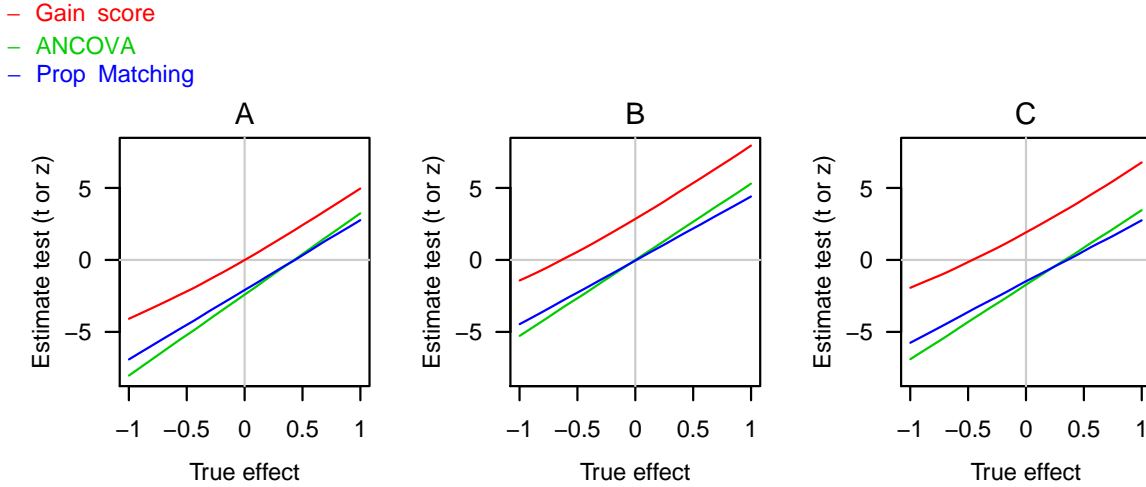 – Gain score
– ANCOVA
– Prop Matching
A
Estimate test (t or z)
5
0
−5
−1 −0.5 0 0.5 1
True effect
B
Estimate test (t or z)
5
0
−5
−1 −0.5 0 0.5 1
True effect
C
Estimate test (t or z)
5
0
−5
−1 −0.5 0 0.5 1
True effect